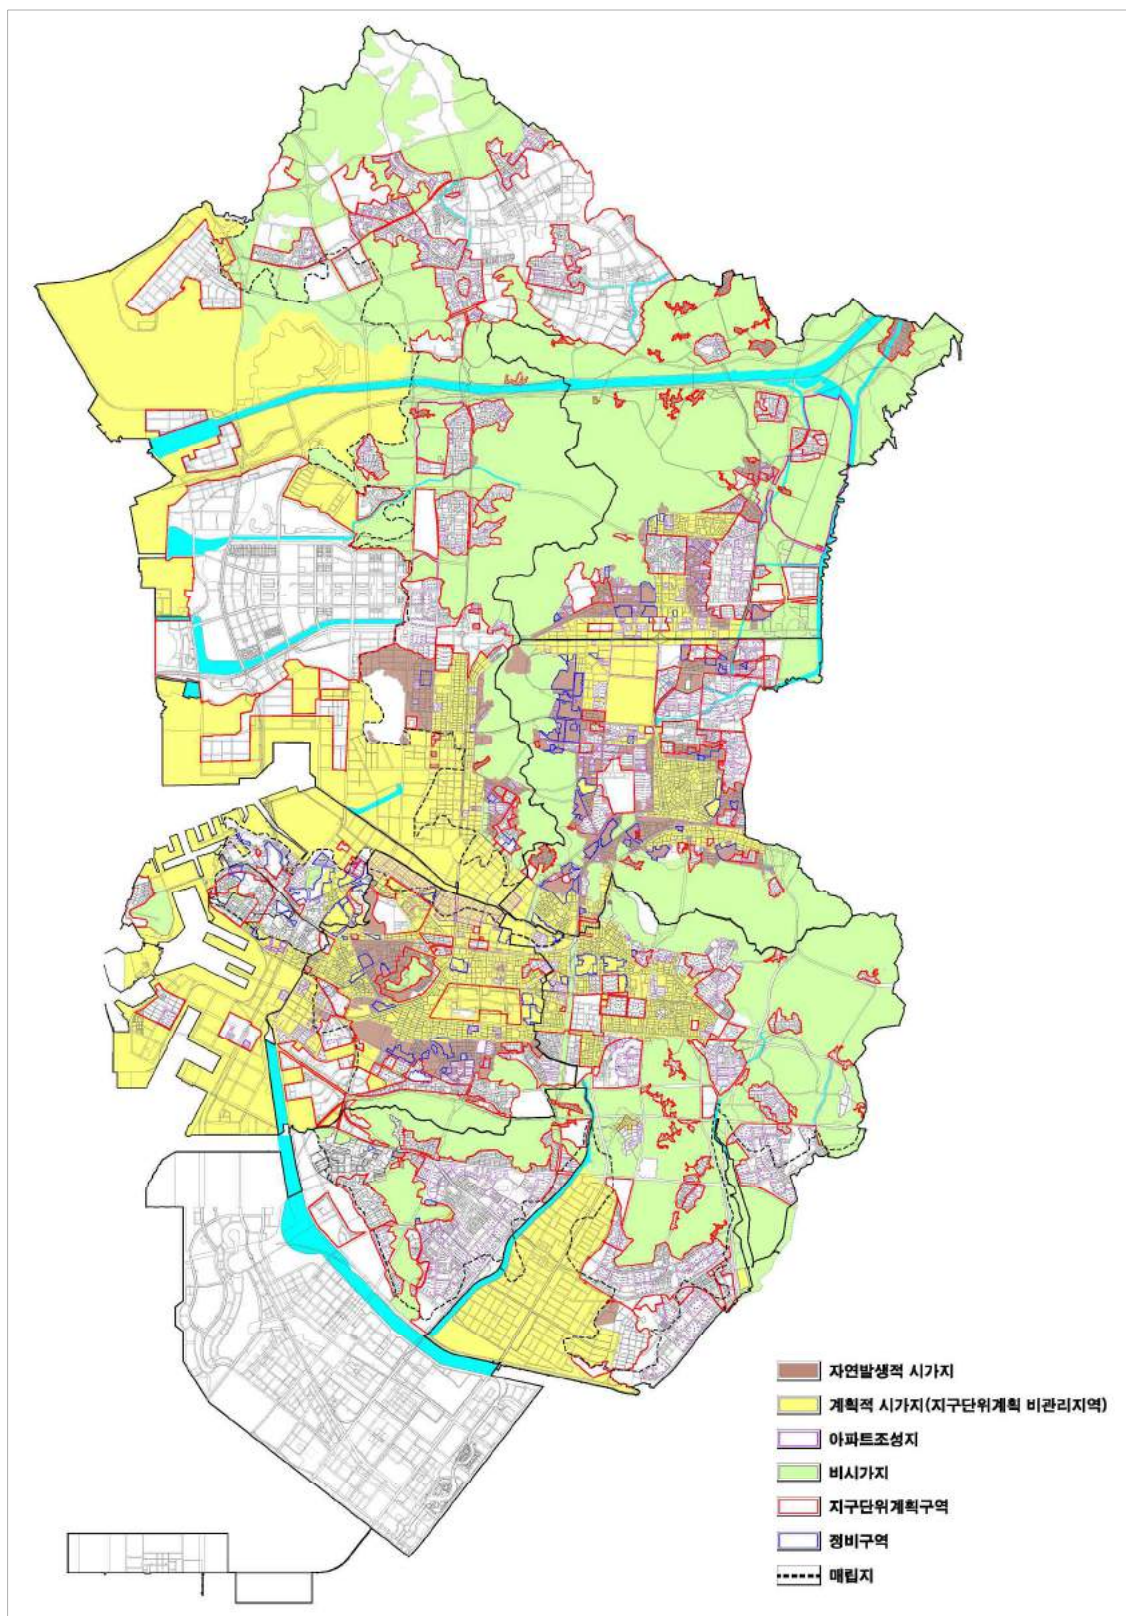 자연발생적 시가지
계획적 시가지(지구단위계획 비관리지역)
아파트조성지
비시가지
지구단위계획구역
정비구역
매립지